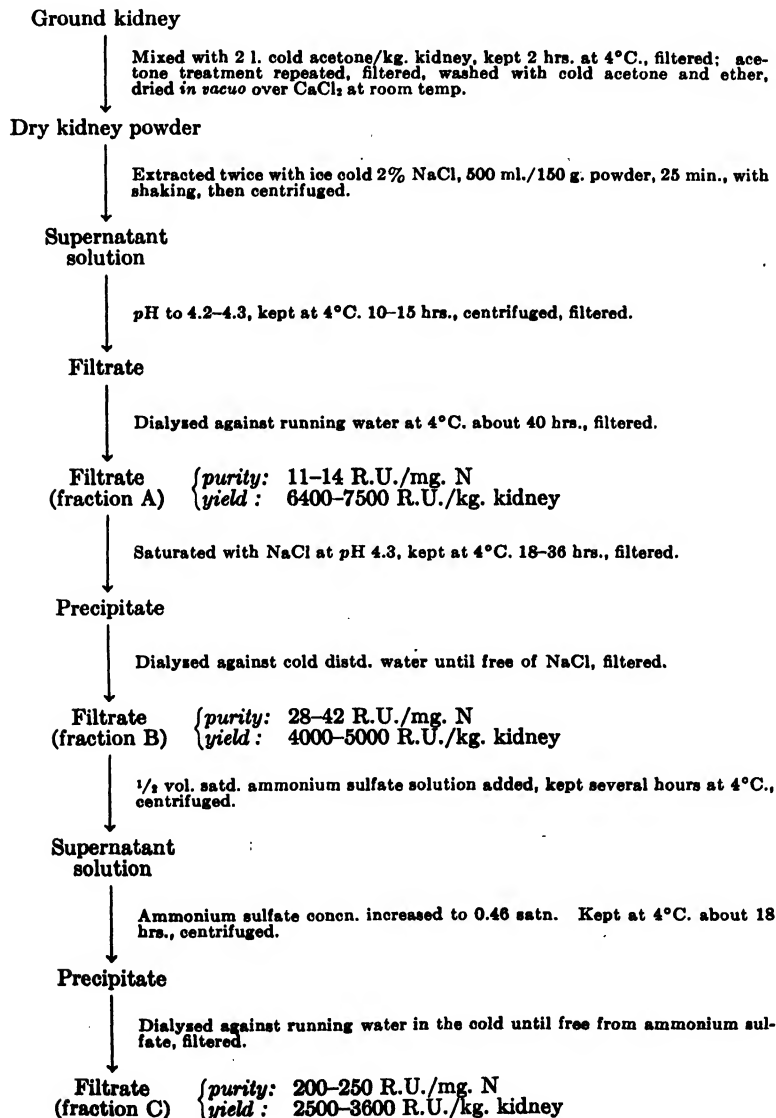 Ground kidney
Mixed with 2 l. cold acetone/kg. kidney, kept 2 hrs. at 4°C., filtered; ace-
tone treatment repeated, filtered, washed with cold acetone and ether,
dried in vacuo over CaCl₂ at room temp.
Dry kidney powder
Extracted twice with ice cold 2% NaCl, 500 ml./150 g. powder, 25 min., with
shaking, then centrifuged.
Supernatant
solution
pH to 4.2–4.3, kept at 4°C. 10–15 hrs., centrifuged, filtered.
Filtrate
Dialyzed against running water at 4°C. about 40 hrs., filtered.
Filtrate { purity: 11–14 R.U./mg. N
(fraction A) yield : 6400–7500 R.U./kg. kidney
Saturated with NaCl at pH 4.3, kept at 4°C. 18–36 hrs., filtered.
Precipitate
Dialyzed against cold distd. water until free of NaCl, filtered.
Filtrate { purity: 28–42 R.U./mg. N
(fraction B) yield : 4000–5000 R.U./kg. kidney
½ vol. satd. ammonium sulfate solution added, kept several hours at 4°C.,
centrifuged.
Supernatant
solution
Ammonium sulfate concn. increased to 0.46 satn. Kept at 4°C. about 18
hrs., centrifuged.
Precipitate
Dialyzed against running water in the cold until free from ammonium sul-
fate, filtered.
Filtrate { purity: 200–250 R.U./mg. N
(fraction C) yield : 2500–3600 R.U./kg. kidney